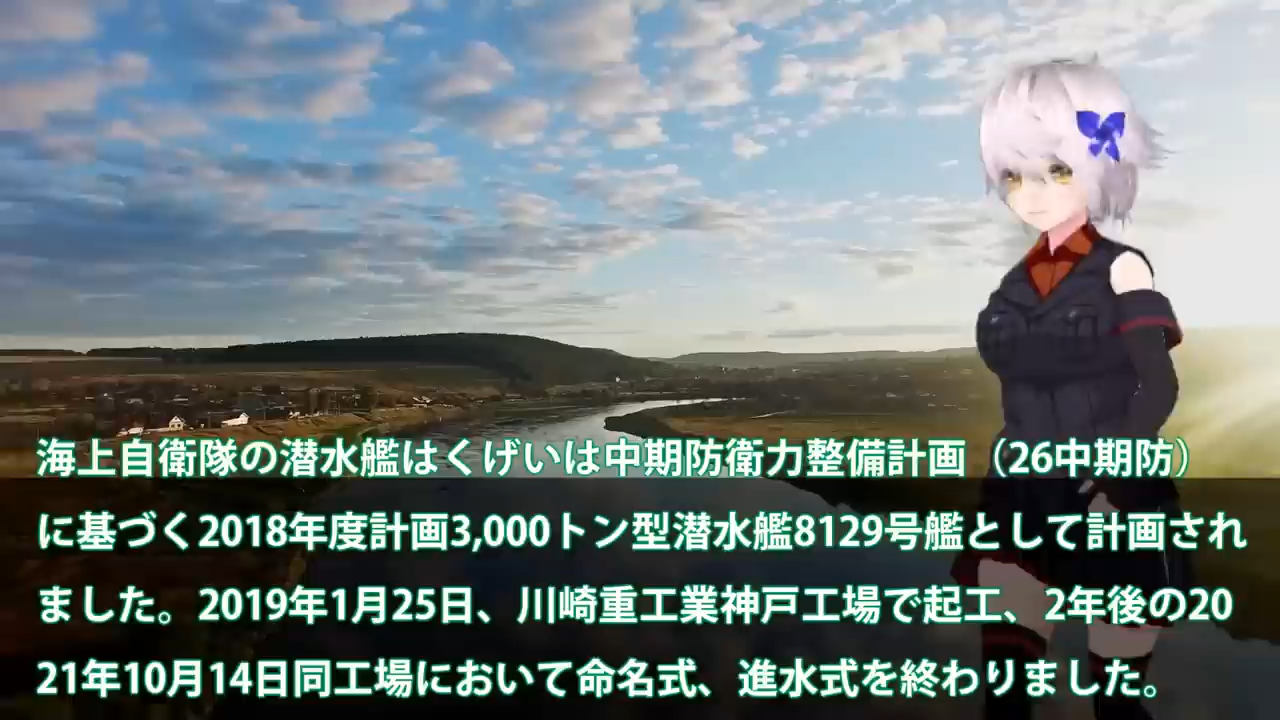 海上自衛隊の潜水艦はくげいは中期防衛力整備計画（26中期防）
に基づく2018年度計画3,000トン型潜水艦8129号艦として計画され
ました。2019年1月25日、川崎重工業神戸工場で起工、2年後の20
21年10月14日同工場において命名式、進水式を終わりました。